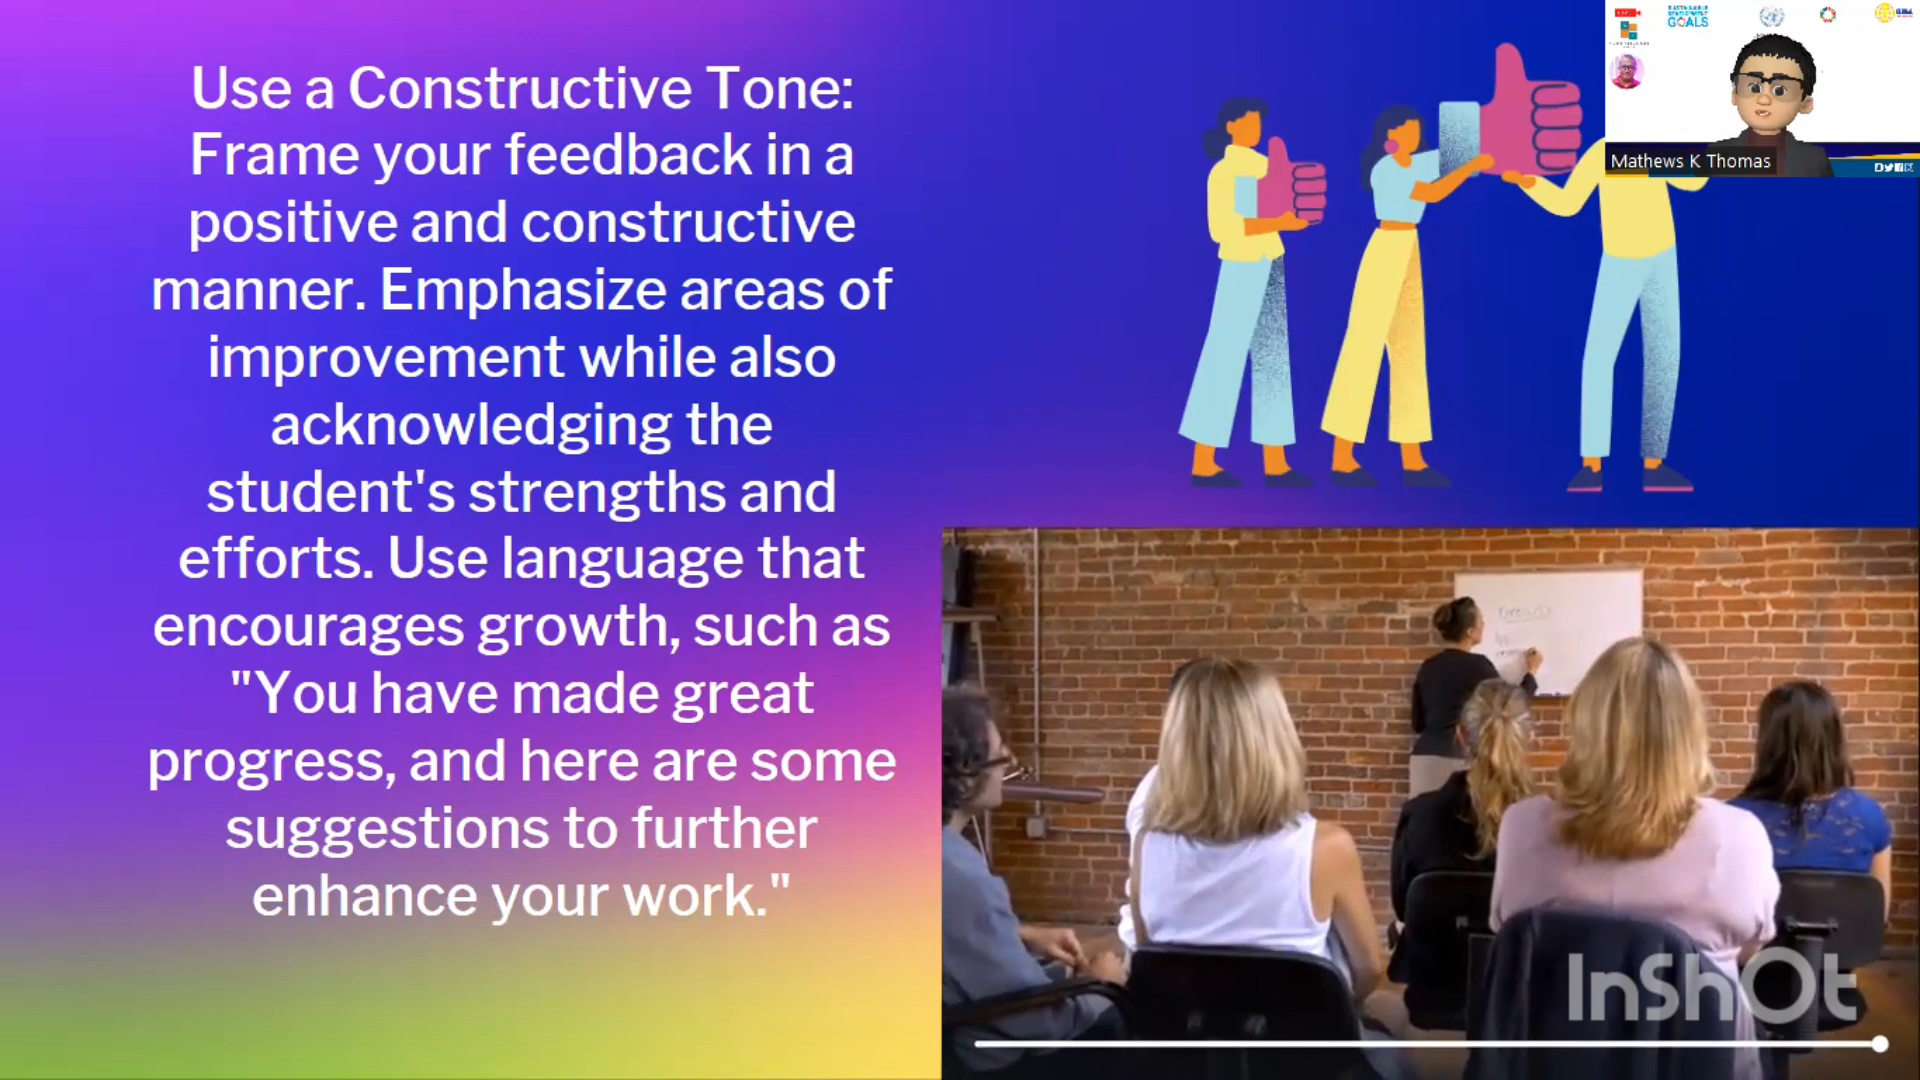 Use a Constructive Tone:
Frame your feedback in a
positive and constructive
manner. Emphasize areas of
improvement while also
acknowledging the
student's strengths and
efforts. Use language that
encourages growth, such as
"You have made great
progress, and here are some
suggestions to further
enhance your work."
SUSTAINABLE
DEVELOPMENT
GOALS
Mathews K Thomas
InShOt